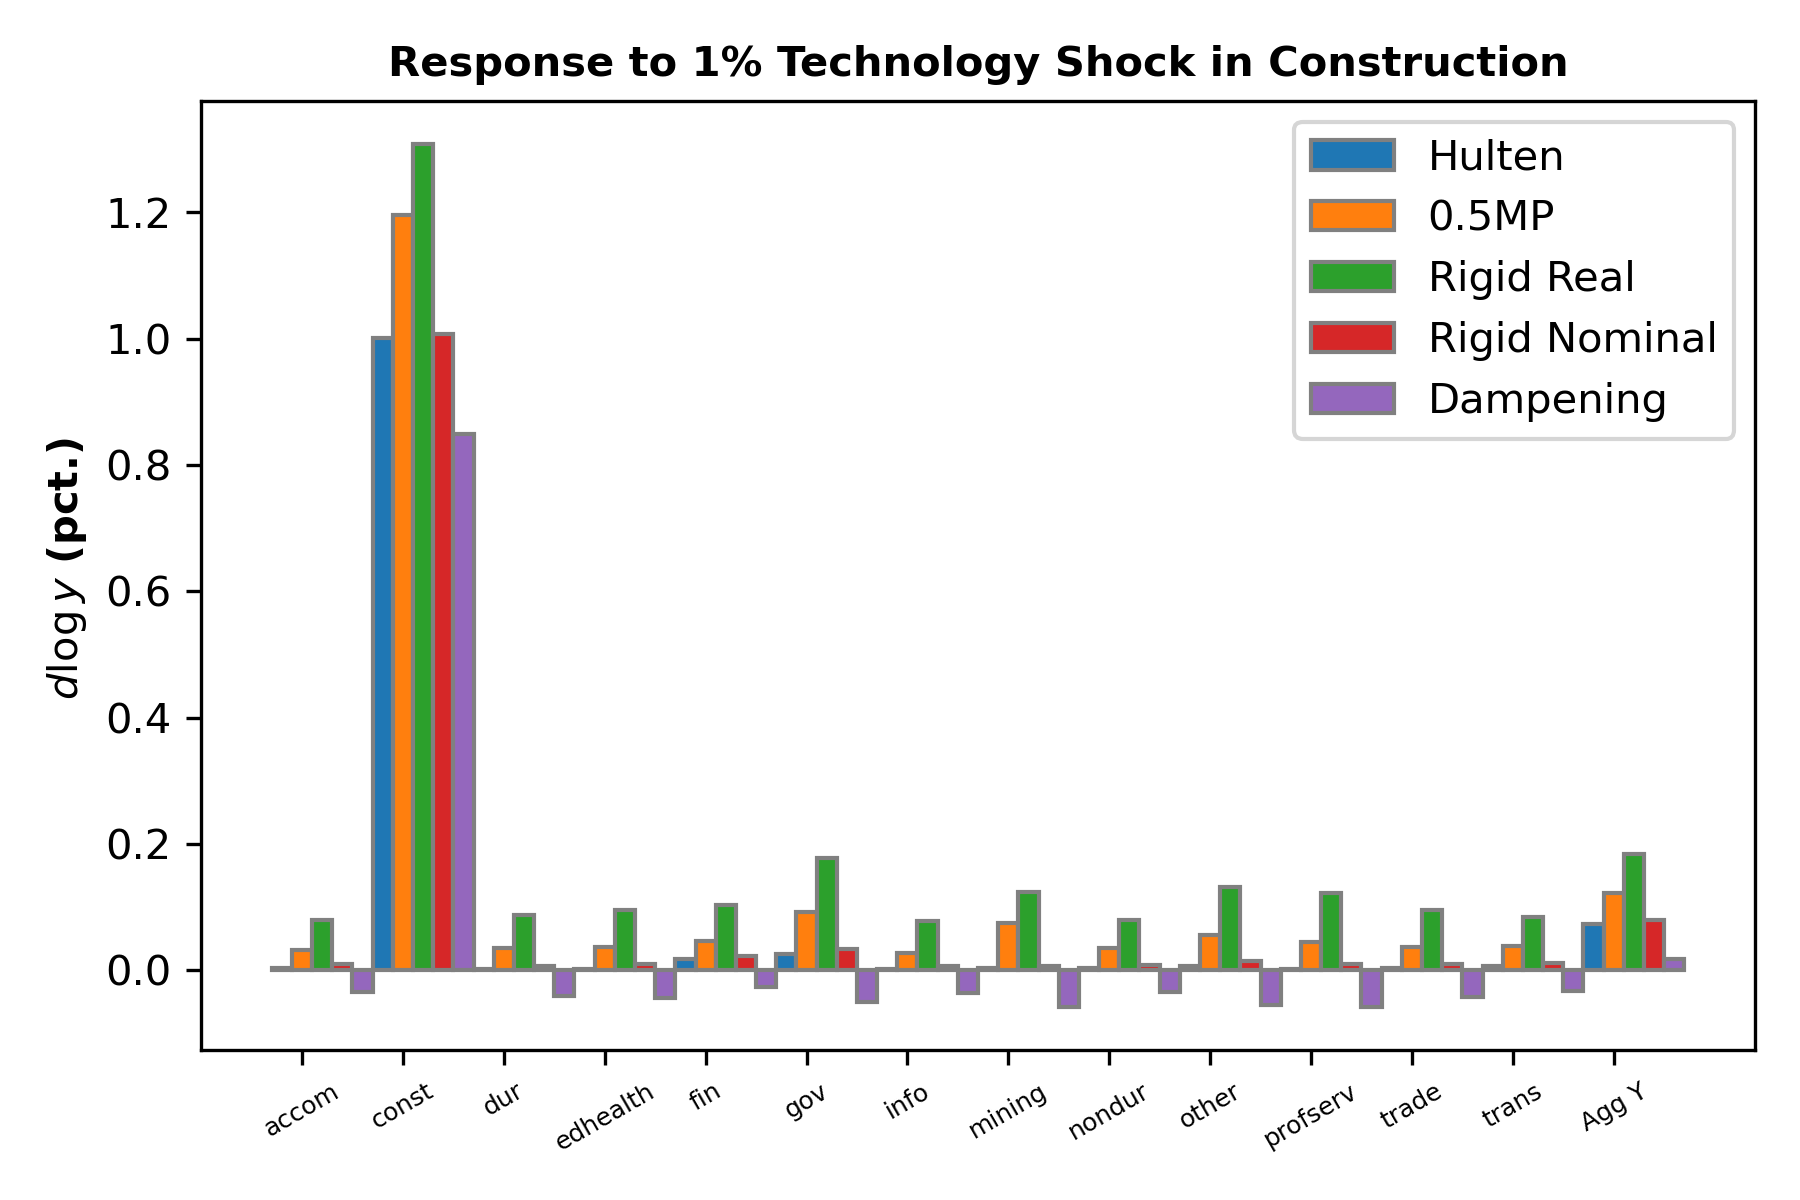 Response to 1% Technology Shock in Construction
Hulten
0.5MP
Rigid Real
Rigid Nominal
Dampening
dlog y (pct.)
1.2
1.0
0.8
0.6
0.4
0.2
0.0
accom const dur edhealth fin gov info mining nondur other profserv trade trans Agg Y